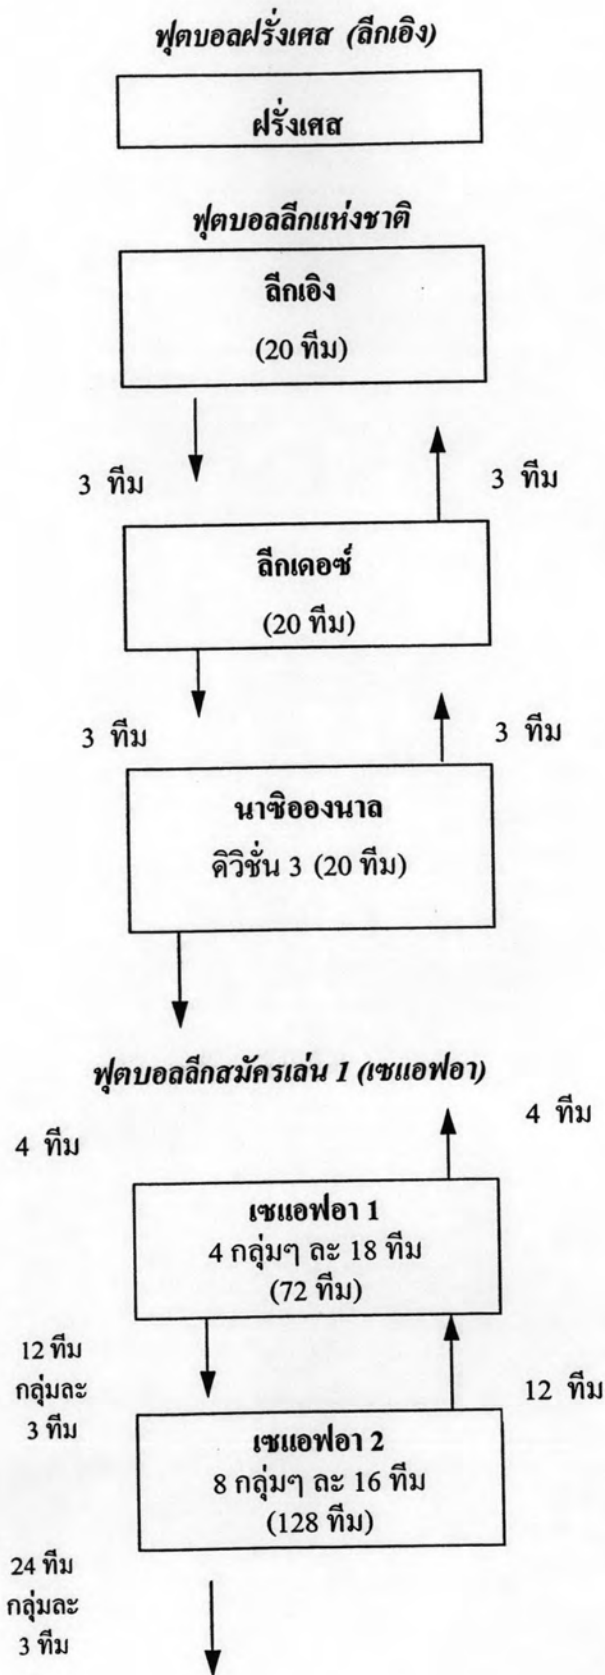 ฟุตบอลฝรั่งเศส (ลีกเอิง)
ฝรั่งเศส
ฟุตบอลลีกแห่งชาติ
ลีกเอิง
(20 ทีม)
3 ทีม
3 ทีม
ลีกเดอซ์
(20 ทีม)
3 ทีม
3 ทีม
นาซิอองนาล
ดิวิชั่น 3 (20 ทีม)
ฟุตบอลลีกสมัครเล่น 1 (เซแอฟอา)
4 ทีม
4 ทีม
เซแอฟอา 1
4 กลุ่มๆ ละ 18 ทีม
(72 ทีม)
12 ทีม
กลุ่มละ
3 ทีม
12 ทีม
เซแอฟอา 2
8 กลุ่มๆ ละ 16 ทีม
(128 ทีม)
24 ทีม
กลุ่มละ
3 ทีม